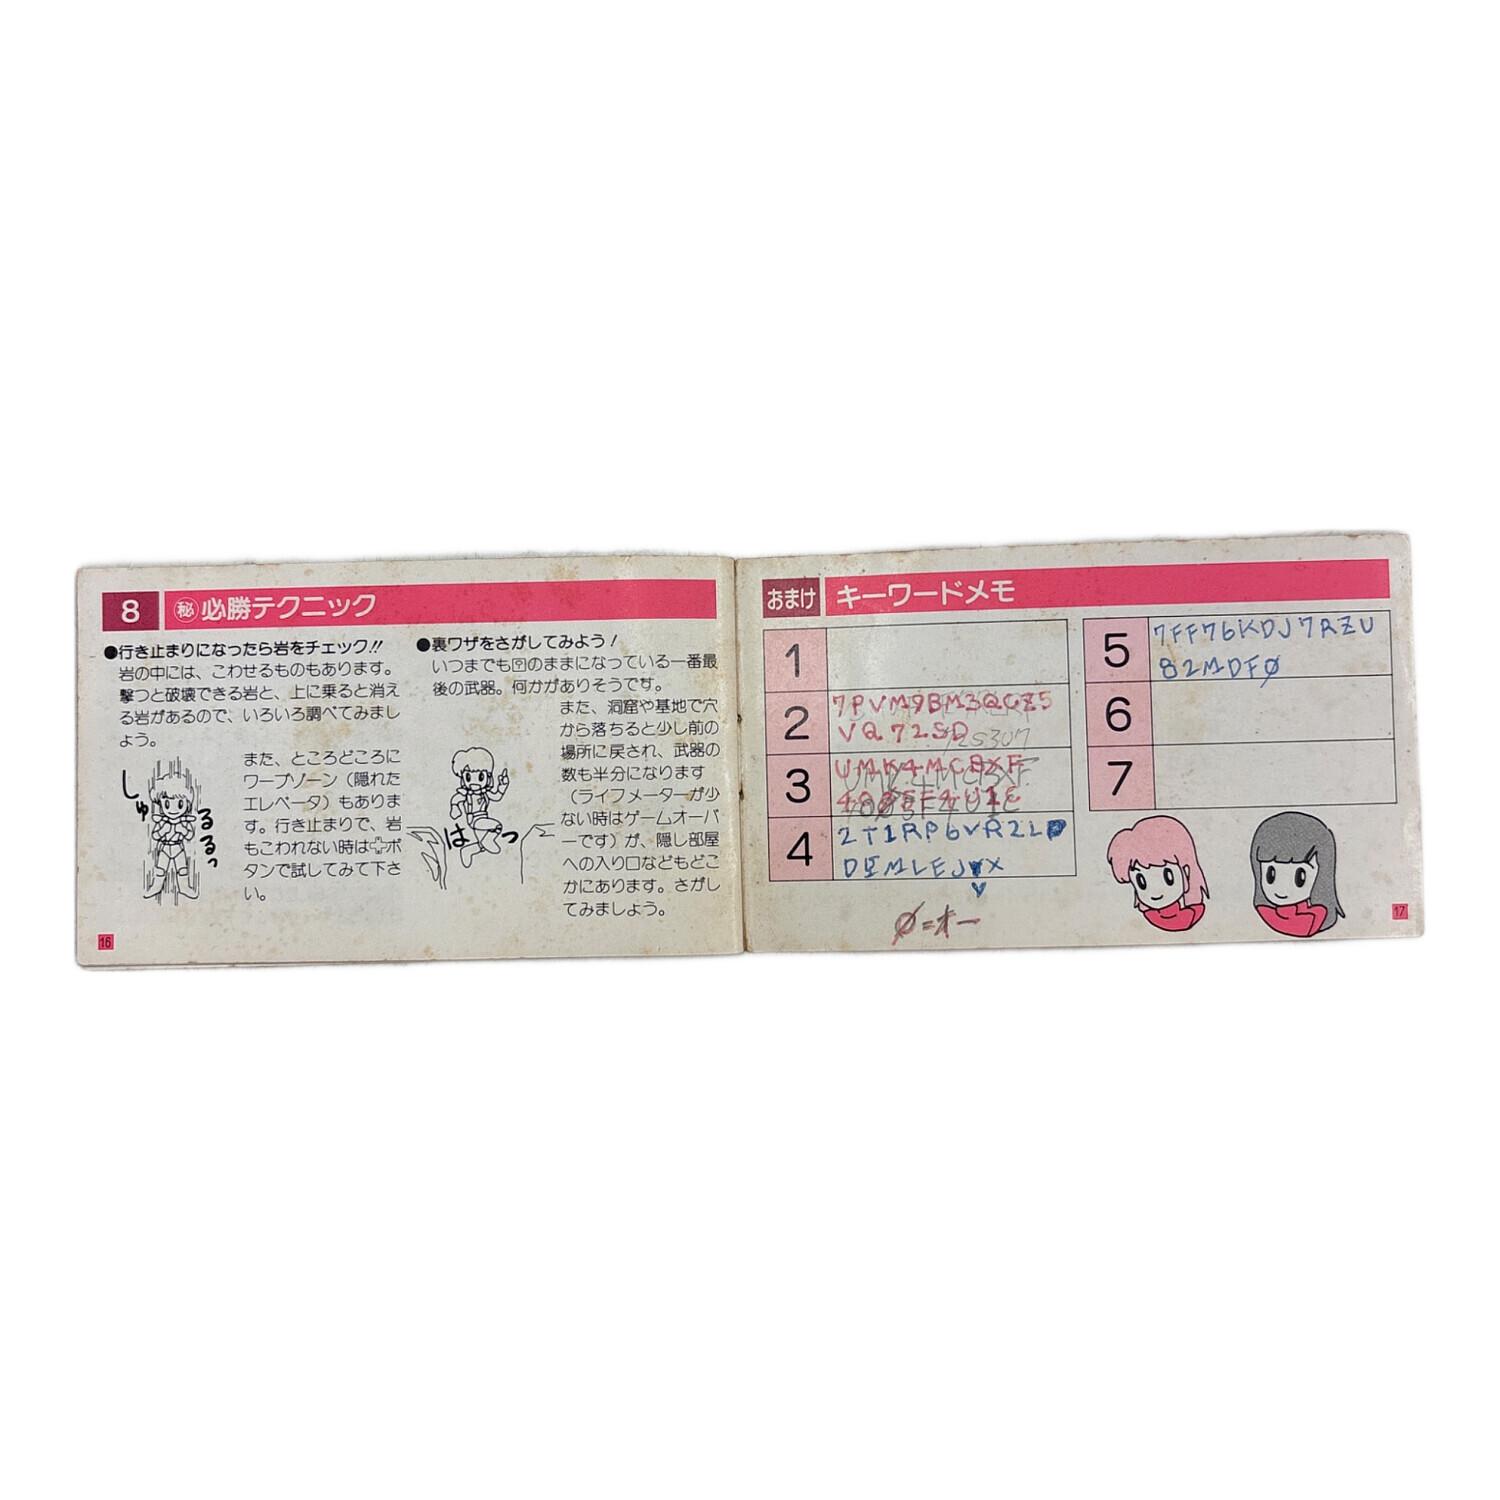 8 ㊙必勝テクニック
●行き止まりになったら岩をチェック!!
岩の中には、こわせるものもあります。
撃つと破壊できる岩と、上に乗ると消え
る岩があるので、いろいろ調べてみまし
ょう。
また、ところどころに
ワープゾーン（隠れた
エレベータ）もありま
す。行き止まりで、岩
もこわれない時は✚ボ
タンで試してみて下さ
い。
しゅ
るるっ
●裏ワザをさがしてみよう！
いつまでも?のままになっている一番最
後の武器。何かがありそうです。
また、洞窟や基地で穴
から落ちると少し前の
場所に戻され、武器の
数も半分になります
（ライフメーターが少
ない時はゲームオーバ
ーです）が、隠し部屋
への入り口などもどこ
かにあります。さがし
てみましょう。
はっ
16
おまけ キーワードメモ
1
2
7PVM9BM3QCZ5
VQ72SD
3
UMK4MCBXF
4
2T1RP6VR2LD
5
7FF76KDJ7RZU
82MDFØ
6
7
Ø=オー
17